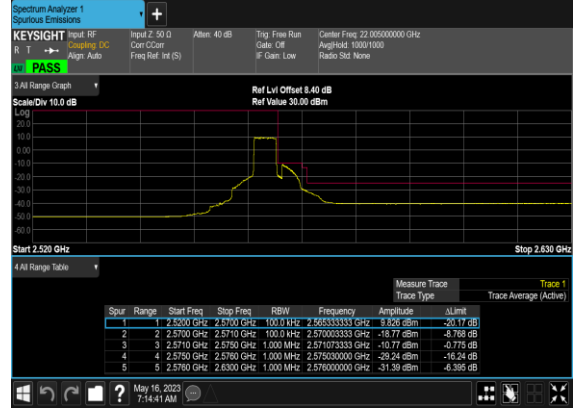 Spectrum Analyzer 1
Spurious Emissions
+
KEYSIGHT Input: RF
R T Coupling: DC
Align: Auto
Input Z: 50 Ω
Corr CCorr
Freq Ref: Int (S)
Atten: 40 dB
Trig: Free Run
Gate: Off
IF Gain: Low
Center Freq: 22.005000000 GHz
Avg|Hold: 1000/1000
Radio Std: None
PASS
3 All Range Graph
Ref Lvl Offset 8.40 dB
Scale/Div 10.0 dB
Ref Value 30.00 dBm
Log
20.0
10.0
0.00
-10.0
-20.0
-30.0
-40.0
-50.0
-60.0
Start 2.520 GHz
Stop 2.630 GHz
4 All Range Table
Measure Trace Trace 1
Trace Type Trace Average (Active)
Spur Range Start Freq Stop Freq RBW Frequency Amplitude ΔLimit
1 1 2.5200 GHz 2.5700 GHz 100.0 kHz 2.565333333 GHz 9.826 dBm -20.17 dB
2 2 2.5700 GHz 2.5710 GHz 100.0 kHz 2.570003333 GHz -18.77 dBm -8.768 dB
3 3 2.5710 GHz 2.5750 GHz 1.000 MHz 2.571073333 GHz -10.77 dBm -0.775 dB
4 4 2.5750 GHz 2.5760 GHz 1.000 MHz 2.575030000 GHz -29.24 dBm -16.24 dB
5 5 2.5760 GHz 2.6300 GHz 1.000 MHz 2.576000000 GHz -31.39 dBm -6.395 dB
?
May 16, 2023
7:14:41 AM